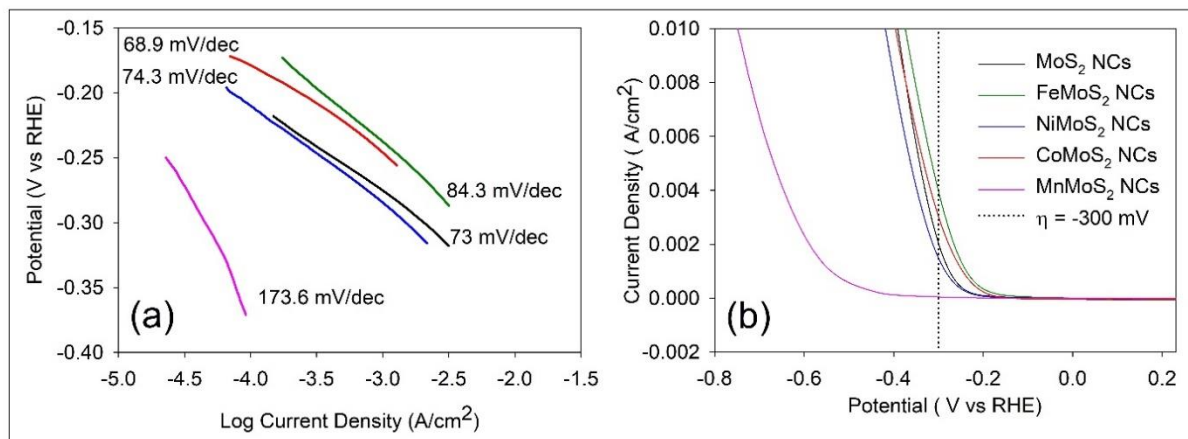 -0.15
-0.20
-0.25
-0.30
-0.35
-0.40
Potential (V vs RHE)
68.9 mV/dec
74.3 mV/dec
84.3 mV/dec
73 mV/dec
173.6 mV/dec
(a)
-5.0 -4.5 -4.0 -3.5 -3.0 -2.5 -2.0 -1.5
Log Current Density (A/cm²)
0.010
0.008
0.006
0.004
0.002
0.000
-0.002
Current Density ( A/cm²)
(b)
MoS₂ NCs
FeMoS₂ NCs
NiMoS₂ NCs
CoMoS₂ NCs
MnMoS₂ NCs
η = -300 mV
-0.8 -0.6 -0.4 -0.2 0.0 0.2
Potential ( V vs RHE)